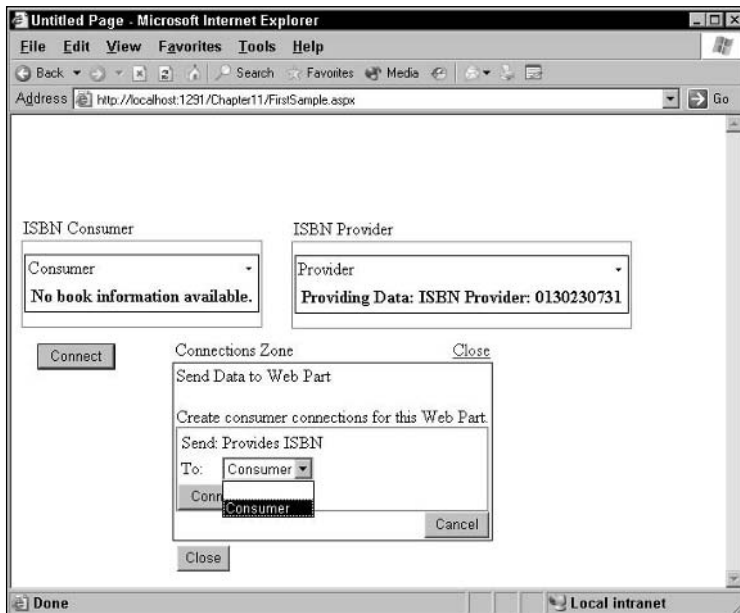 Untitled Page - Microsoft Internet Explorer
File Edit View Favorites Tools Help
Back Search Favorites Media
Address http://localhost:1291/Chapter11/FirstSample.aspx Go
ISBN Consumer ISBN Provider
Consumer Provider
No book information available. Providing Data: ISBN Provider: 0130230731
Connect Connections Zone Close
Send Data to Web Part
Create consumer connections for this Web Part.
Send: Provides ISBN
To: Consumer
Conn
Consumer
Cancel
Close
Done Local intranet